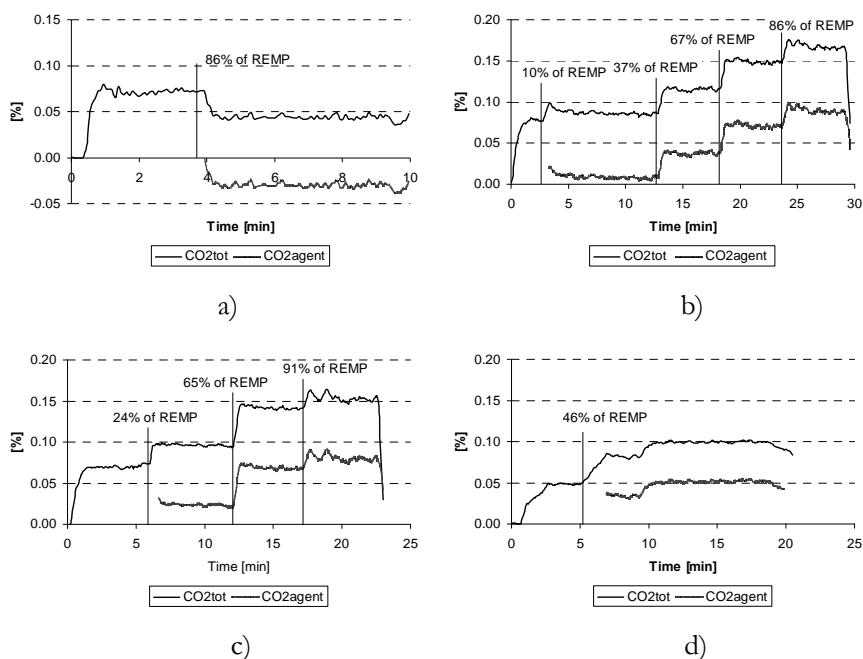 0.15
0.10
0.05
0.00
-0.05
[%]
86% of REMP
0 2 4 6 8 10
Time [min]
CO2tot CO2agent
a)
0.20
0.15
0.10
0.05
0.00
[%]
10% of REMP
37% of REMP
67% of REMP
86% of REMP
0 5 10 15 20 25 30
Time [min]
CO2tot CO2agent
b)
0.20
0.15
0.10
0.05
0.00
[%]
24% of REMP
65% of REMP
91% of REMP
0 5 10 15 20 25
Time [min]
CO2tot CO2agent
c)
0.20
0.15
0.10
0.05
0.00
[%]
46% of REMP
0 5 10 15 20 25
Time [min]
CO2tot CO2agent
d)